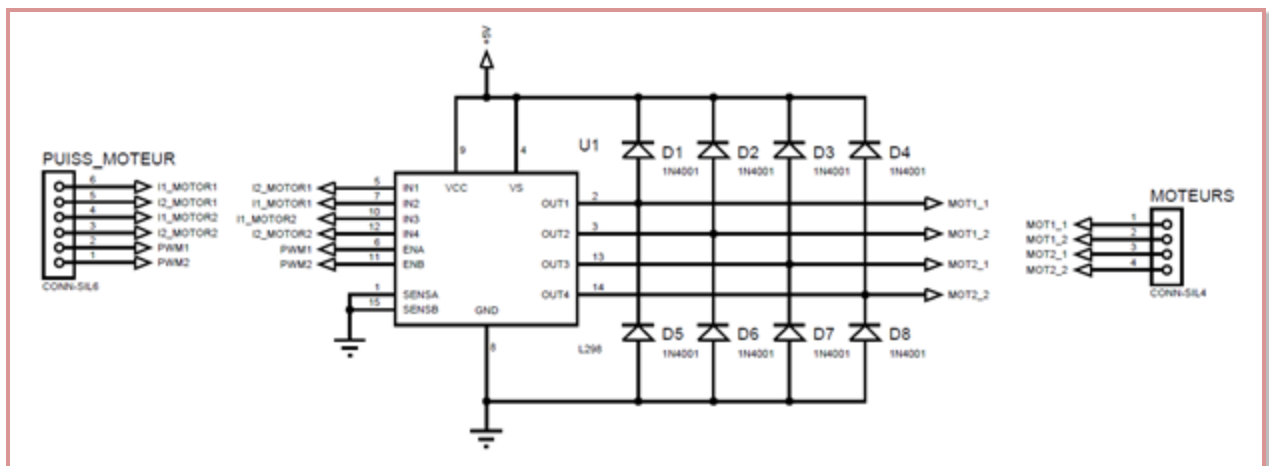 +5V
PUISS_MOTEUR
6 I1_MOTOR1
5 I2_MOTOR1
4 I1_MOTOR2
3 I2_MOTOR2
2 PWM1
1 PWM2
CONN-SIL6
I2_MOTOR1 5 IN1
I1_MOTOR1 7 IN2
I1_MOTOR2 10 IN3
I2_MOTOR2 12 IN4
PWM1 6 ENA
PWM2 11 ENB
1 SENSA
15 SENSB
9 4
VCC VS
GND
8
U1
L298
OUT1 2 MOT1_1
OUT2 3 MOT1_2
OUT3 13 MOT2_1
OUT4 14 MOT2_2
D1 D2 D3 D4
1N4001 1N4001 1N4001 1N4001
D5 D6 D7 D8
1N4001 1N4001 1N4001 1N4001
MOTEURS
MOT1_1 1
MOT1_2 2
MOT2_1 3
MOT2_2 4
CONN-SIL4